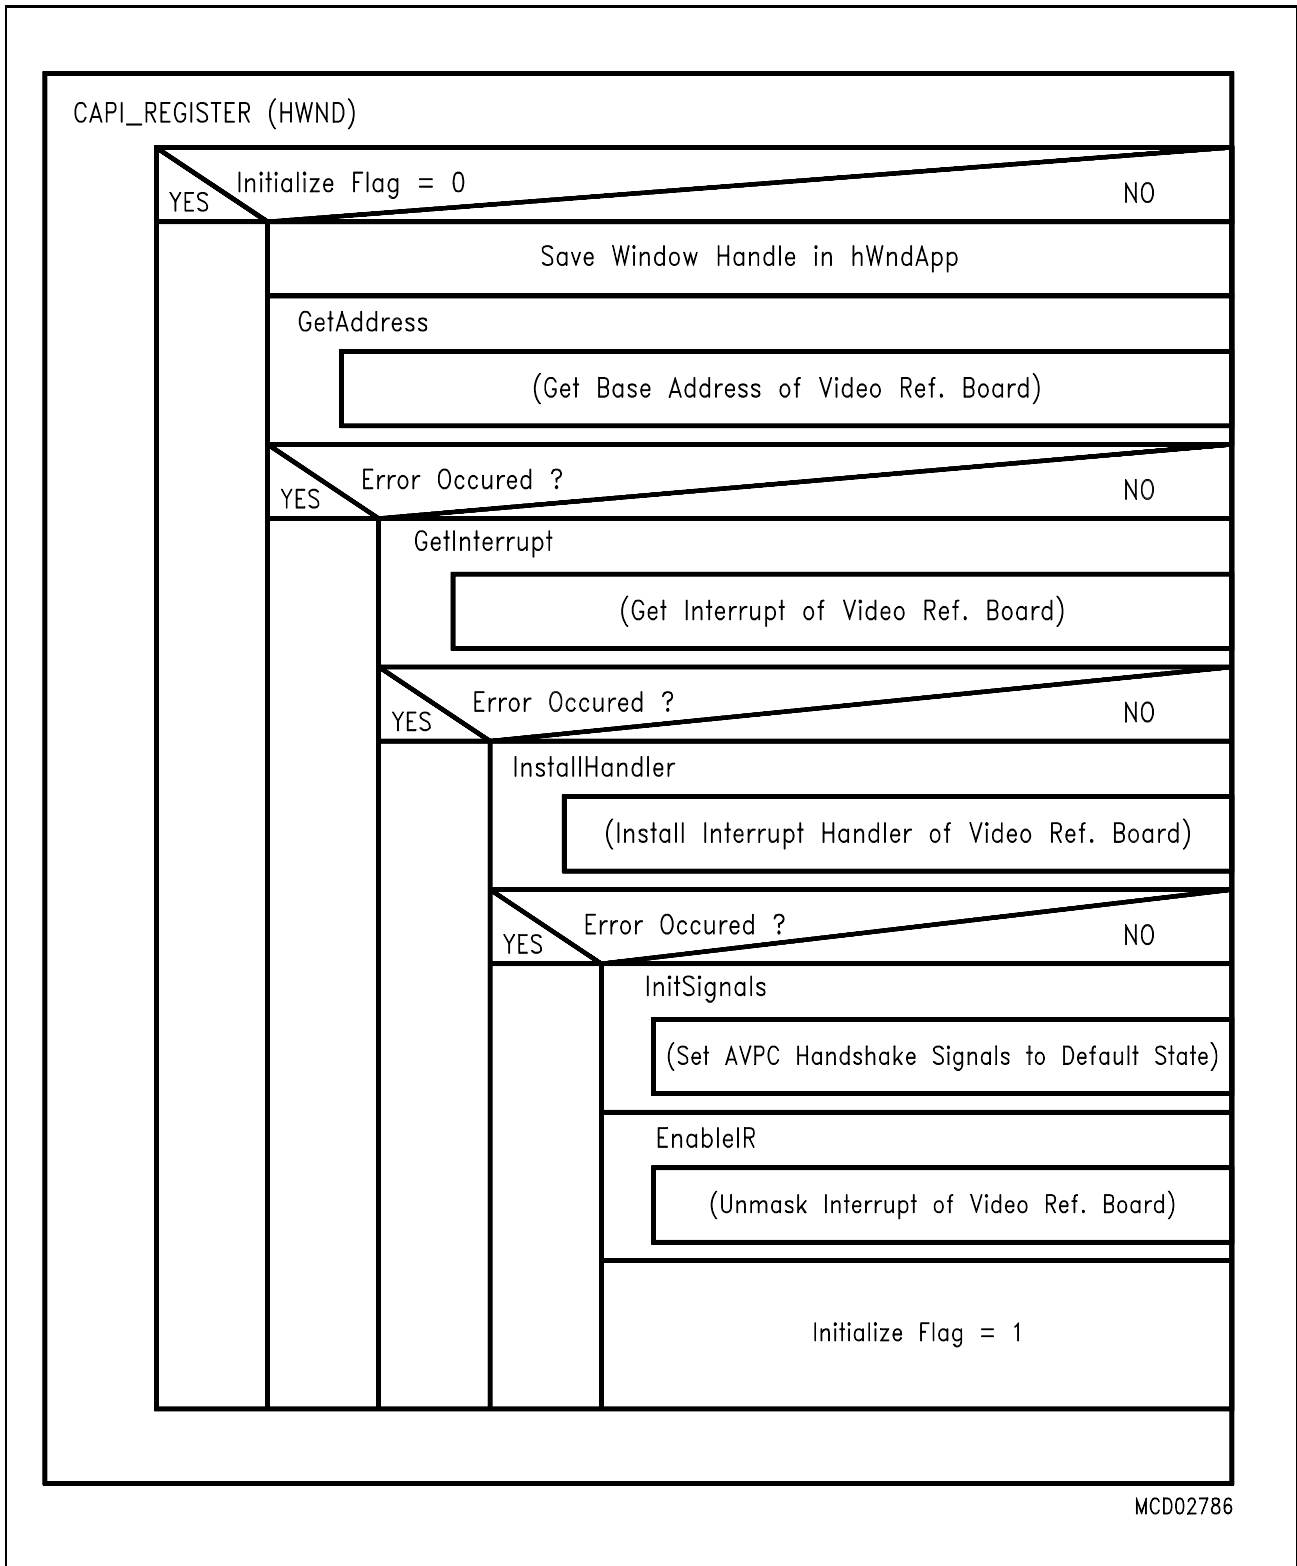 CAPI_REGISTER (HWND)
Initialize Flag = 0
YES
NO
Save Window Handle in hWndApp
GetAddress
(Get Base Address of Video Ref. Board)
Error Occured ?
YES
NO
GetInterrupt
(Get Interrupt of Video Ref. Board)
Error Occured ?
YES
NO
InstallHandler
(Install Interrupt Handler of Video Ref. Board)
Error Occured ?
YES
NO
InitSignals
(Set AVPC Handshake Signals to Default State)
EnableIR
(Unmask Interrupt of Video Ref. Board)
Initialize Flag = 1
MCD02786